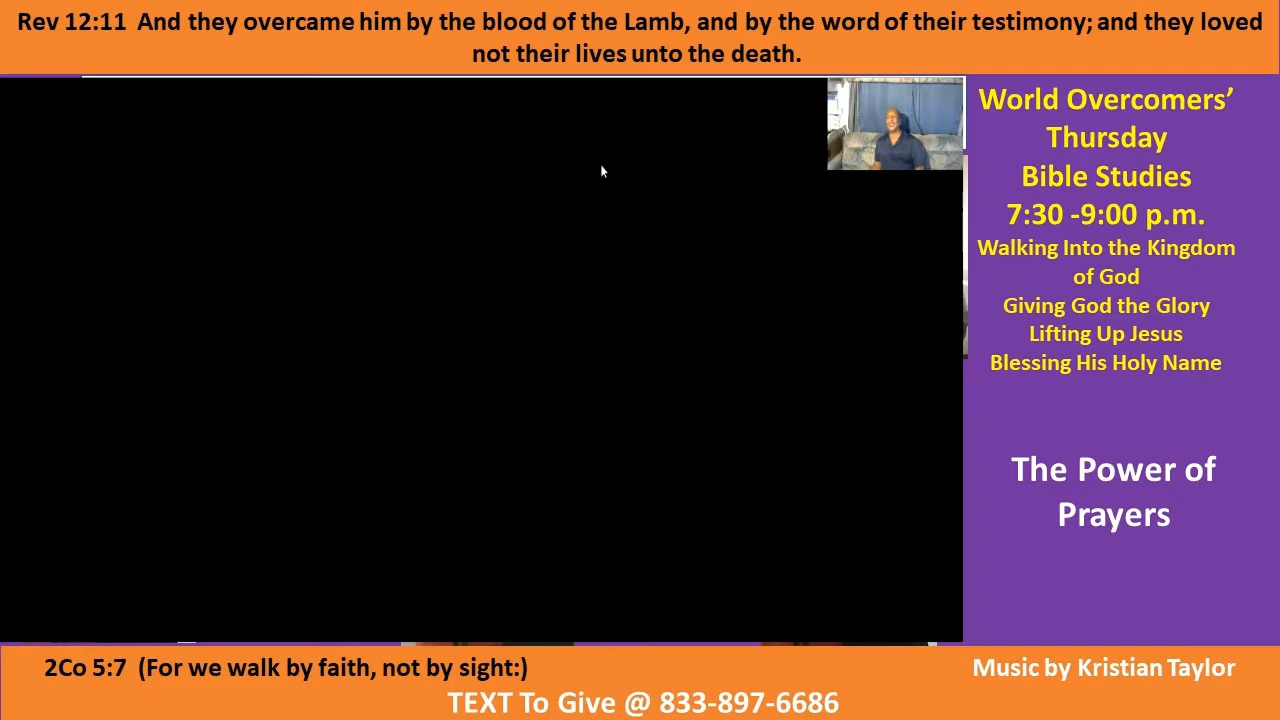 Rev 12:11 And they overcame him by the blood of the Lamb, and by the word of their testimony; and they loved
not their lives unto the death.
World Overcomers’
Thursday
Bible Studies
7:30 -9:00 p.m.
Walking Into the Kingdom
of God
Giving God the Glory
Lifting Up Jesus
Blessing His Holy Name
The Power of
Prayers
2Co 5:7 (For we walk by faith, not by sight:)
Music by Kristian Taylor
TEXT To Give @ 833-897-6686